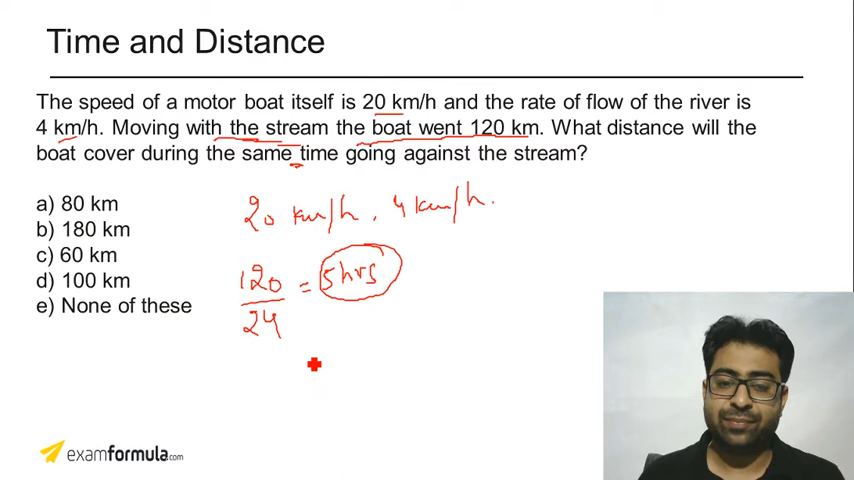 Time and Distance
The speed of a motor boat itself is 20 km/h and the rate of flow of the river is
4 km/h. Moving with the stream the boat went 120 km. What distance will the
boat cover during the same time going against the stream?
a) 80 km
b) 180 km
c) 60 km
d) 100 km
e) None of these
20 km/h, 4 km/h.
120
24
= 5 hrs
examformula.com